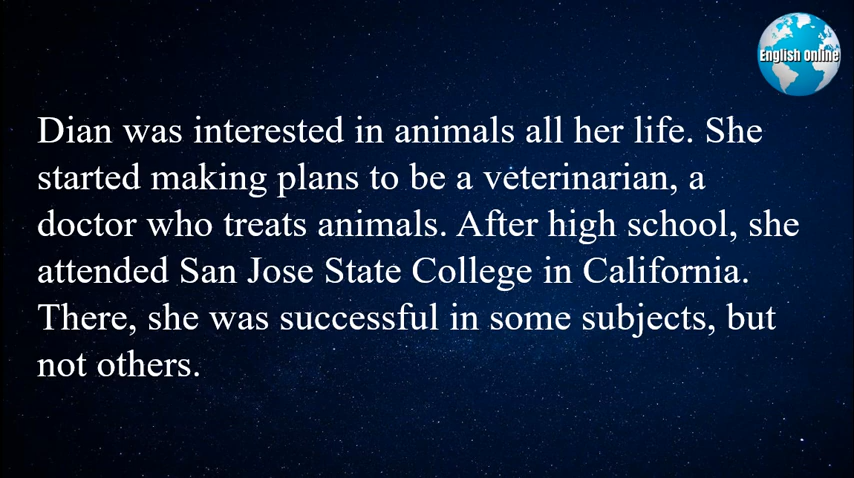 English Online
Dian was interested in animals all her life. She
started making plans to be a veterinarian, a
doctor who treats animals. After high school, she
attended San Jose State College in California.
There, she was successful in some subjects, but
not others.